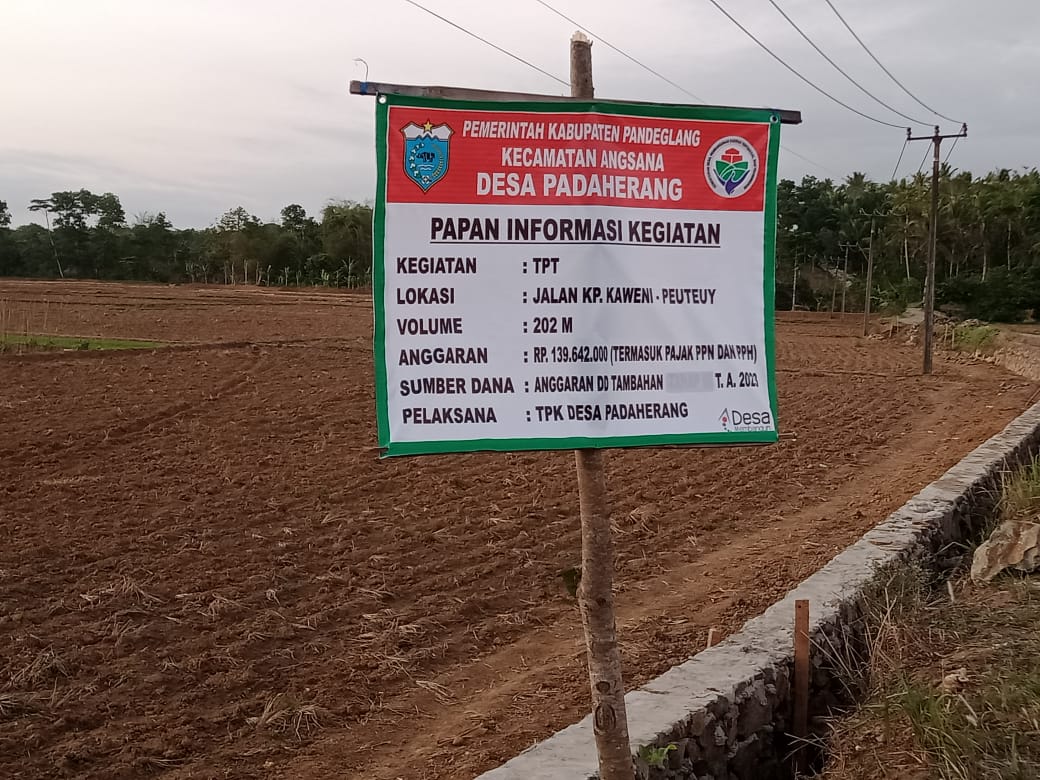 PEMERINTAH KABUPATEN PANDEGLANG
KECAMATAN ANGSANA
DESA PADAHERANG
PAPAN INFORMASI KEGIATAN
KEGIATAN : TPT
LOKASI : JALAN KP. KAWENI - PEUTEUY
VOLUME : 202 M
ANGGARAN : RP. 139.642.000 (TERMASUK PAJAK PPN DAN PPH)
SUMBER DANA : ANGGARAN DD TAMBAHAN T. A. 2023
PELAKSANA : TPK DESA PADAHERANG
Desa
Membangun